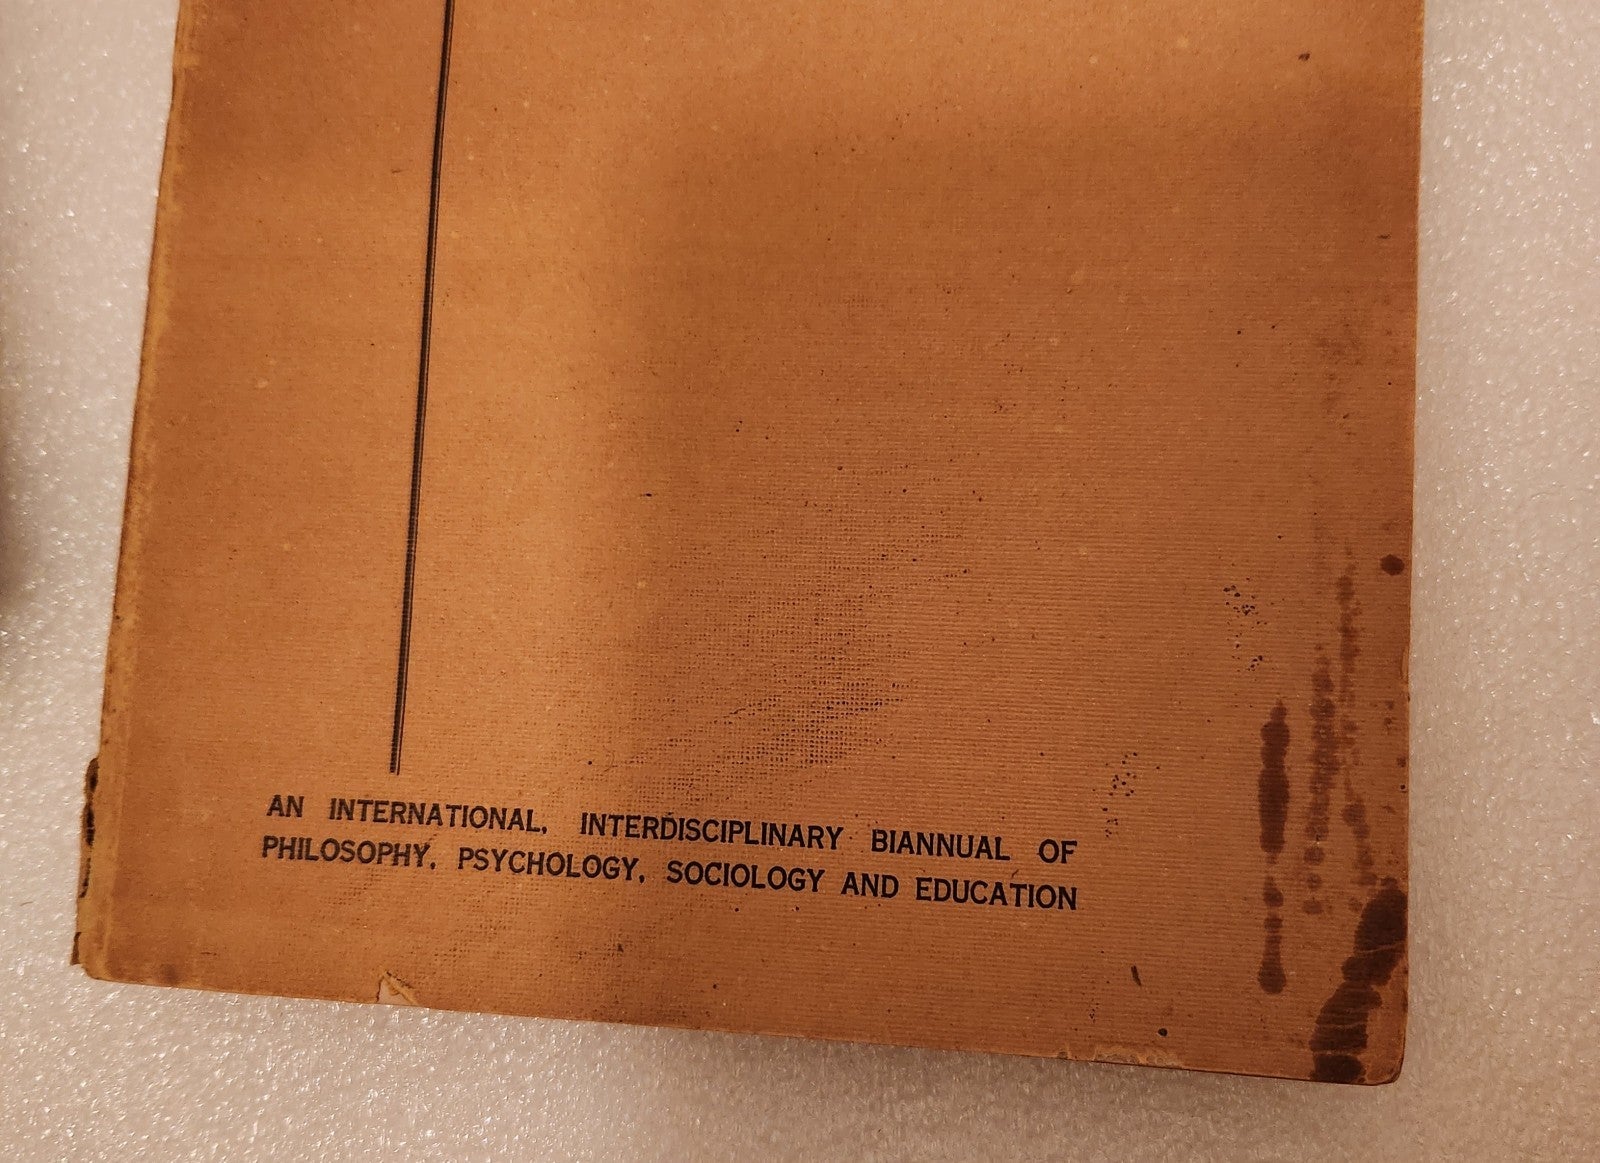 AN INTERNATIONAL, INTERDISCIPLINARY BIANNUAL OF
PHILOSOPHY, PSYCHOLOGY, SOCIOLOGY AND EDUCATION